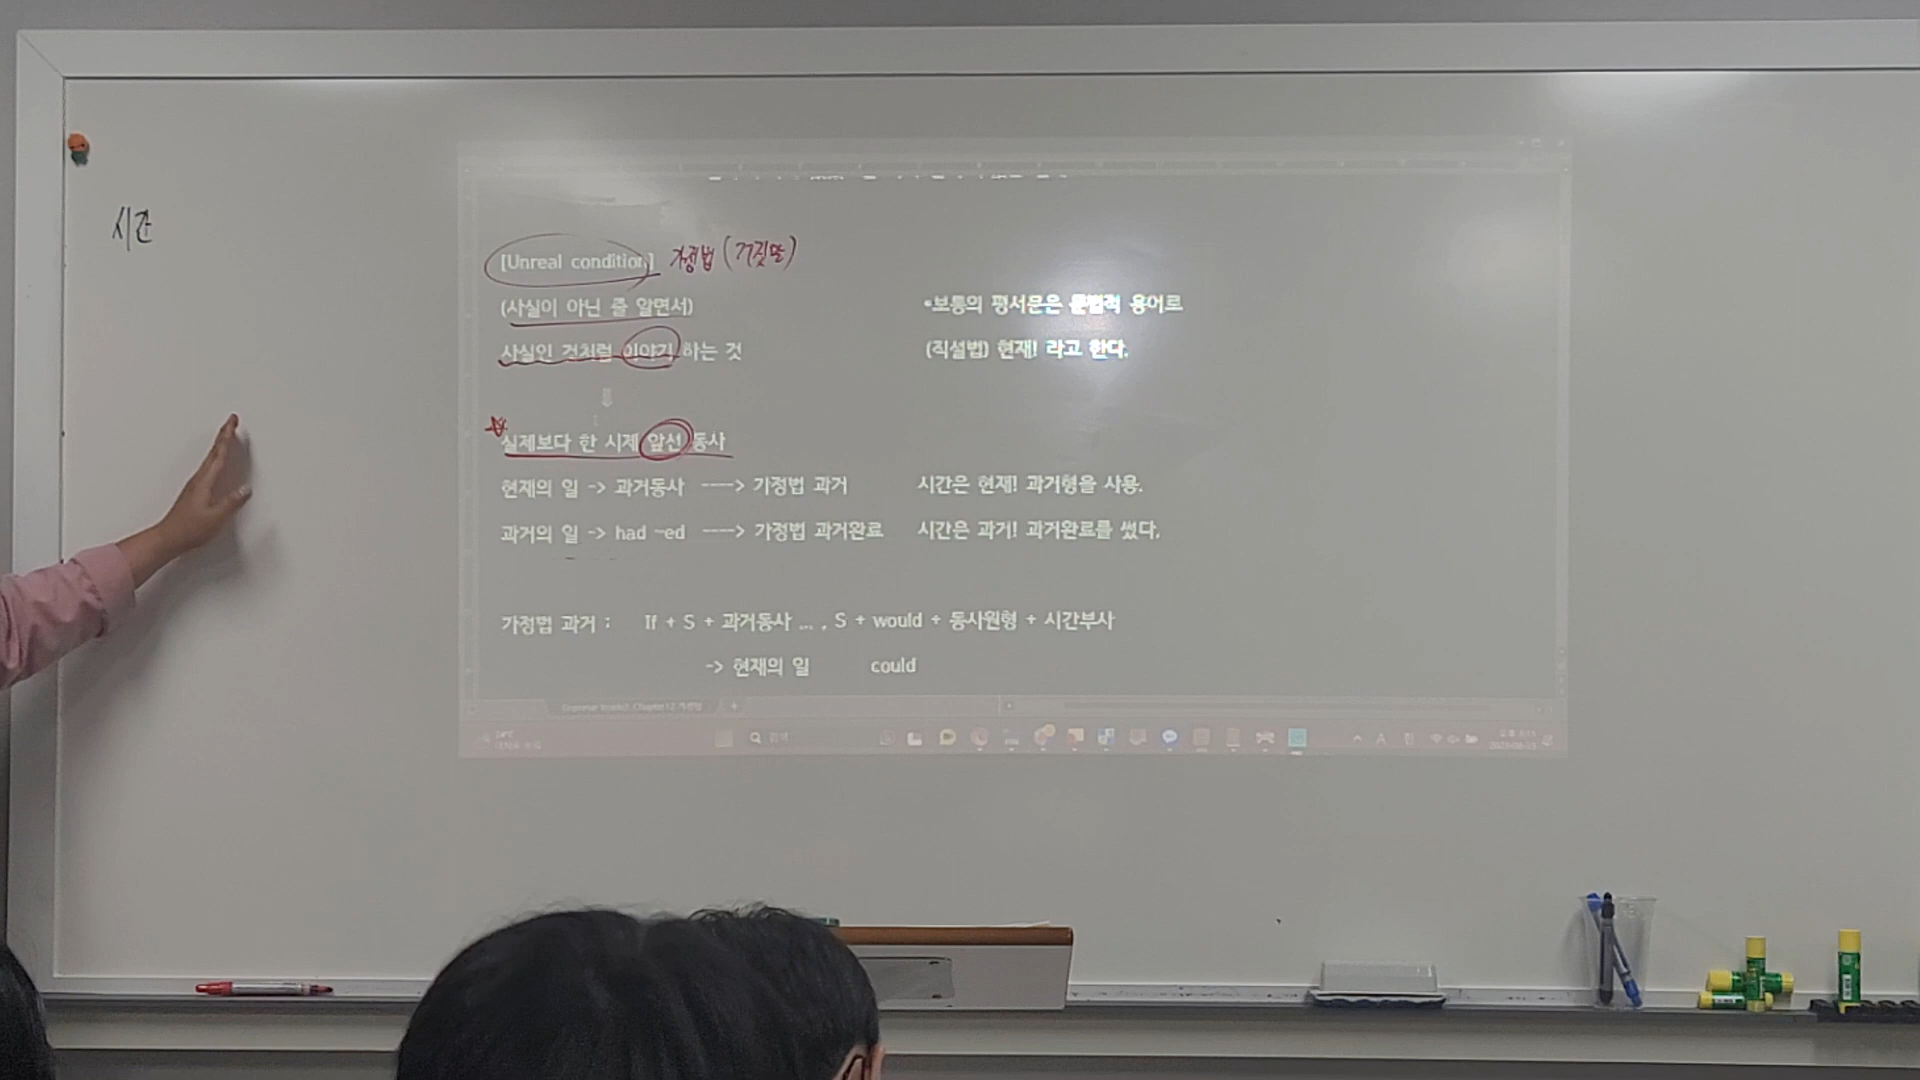 시간
[Unreal condition] 가정법 (거짓말)
(사실이 아닌 줄 알면서)
•보통의 평서문은 문법적 용어로
사실인 것처럼 이야기 하는 것
(직설법) 현재! 라고 한다.
⇓
실제보다 한 시제 앞선 동사
현재의 일 -> 과거동사 ----> 가정법 과거 시간은 현재! 과거형을 사용.
과거의 일 -> had ~ed ----> 가정법 과거완료 시간은 과거! 과거완료를 썼다.
가정법 과거 : If + S + 과거동사 ... , S + would + 동사원형 + 시간부사
-> 현재의 일 could
검색